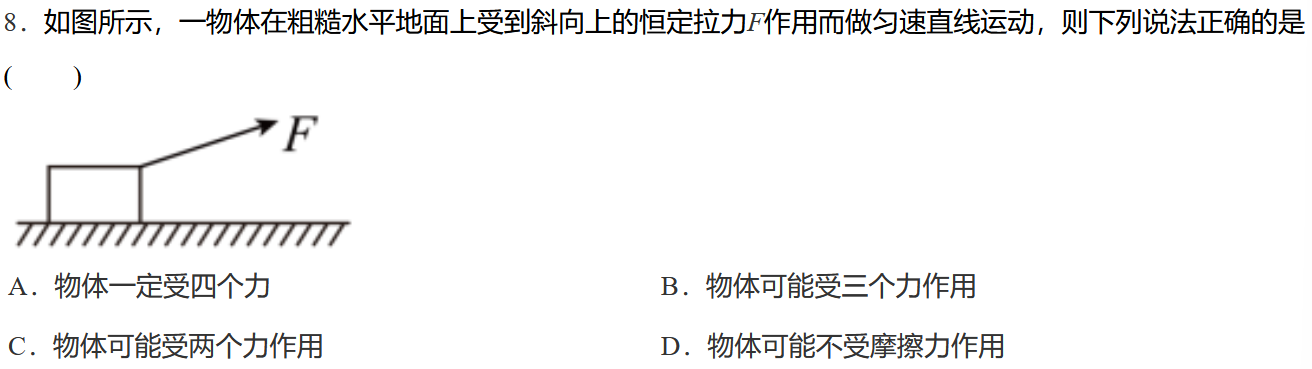 8．如图所示，一物体在粗糙水平地面上受到斜向上的恒定拉力F作用而做匀速直线运动，则下列说法正确的是
(　　)
F
A．物体一定受四个力
B．物体可能受三个力作用
C．物体可能受两个力作用
D．物体可能不受摩擦力作用